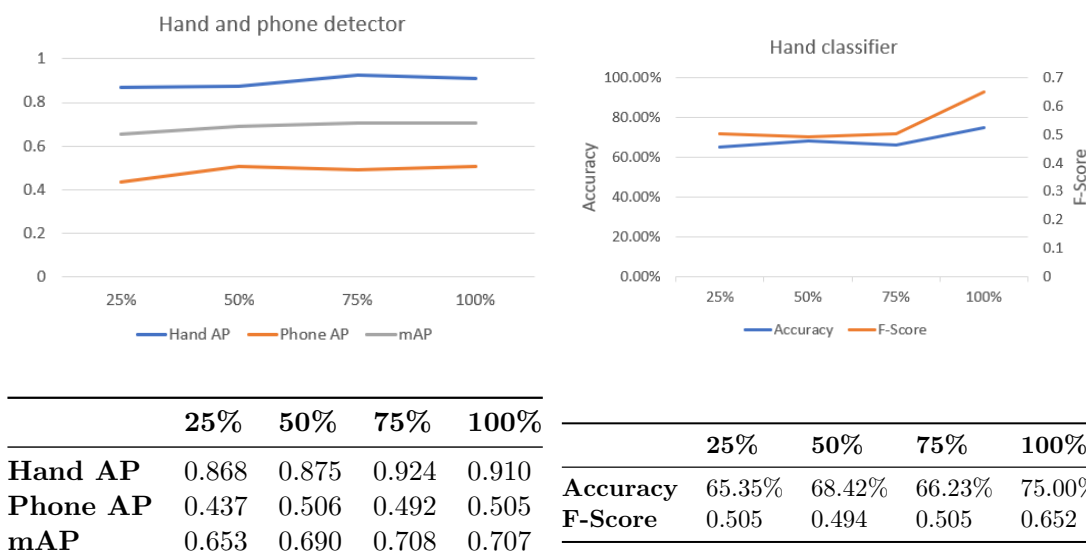 Hand and phone detector
1
0.8
0.6
0.4
0.2
0
25% 50% 75% 100%
Hand AP Phone AP mAP
Hand classifier
100.00% 0.7
80.00% 0.6
60.00% 0.5
40.00% 0.4
20.00% 0.3
0.00% 0.2
0.1
0
Accuracy
F-Score
25% 50% 75% 100%
Accuracy F-Score
25% 50% 75% 100%
Hand AP 0.868 0.875 0.924 0.910
Phone AP 0.437 0.506 0.492 0.505
mAP 0.653 0.690 0.708 0.707
25% 50% 75% 100%
Accuracy 65.35% 68.42% 66.23% 75.00%
F-Score 0.505 0.494 0.505 0.652